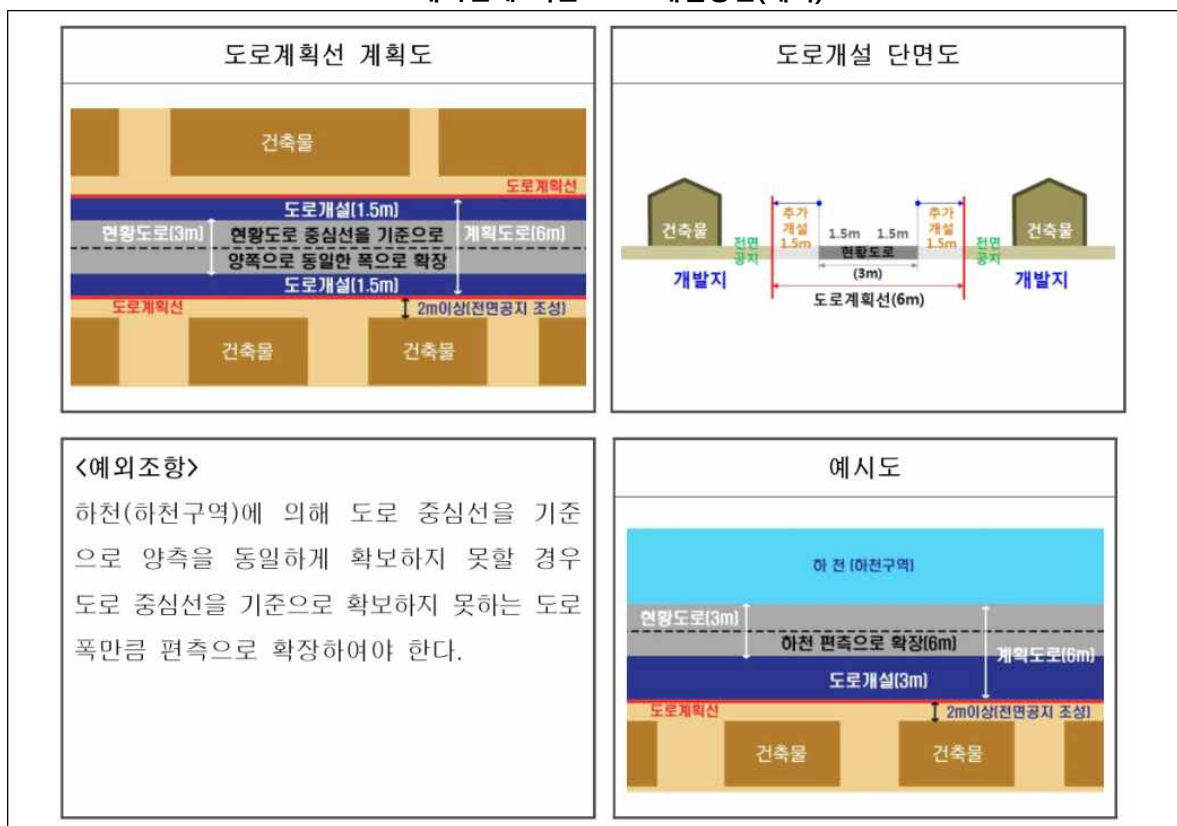 도로계획선 계획도
건축물
도로계획선
도로개설(1.5m)
현황도로(3m)
현황도로 중심선을 기준으로
계획도로(6m)
양쪽으로 동일한 폭으로 확장
도로개설(1.5m)
도로계획선
2m이상(전면공지 조성)
건축물
건축물
도로개설 단면도
건축물
전면
공지
추가
개설
1.5m
1.5m
1.5m
추가
개설
1.5m
전면
공지
건축물
현황도로
(3m)
개발지
개발지
도로계획선(6m)
<예외조항>
하천(하천구역)에 의해 도로 중심선을 기준
으로 양측을 동일하게 확보하지 못할 경우
도로 중심선을 기준으로 확보하지 못하는 도로
폭만큼 편측으로 확장하여야 한다.
예시도
하 천 (하천구역)
현황도로(3m)
하천 편측으로 확장(6m)
계획도로(6m)
도로개설(3m)
도로계획선
2m이상(전면공지 조성)
건축물
건축물